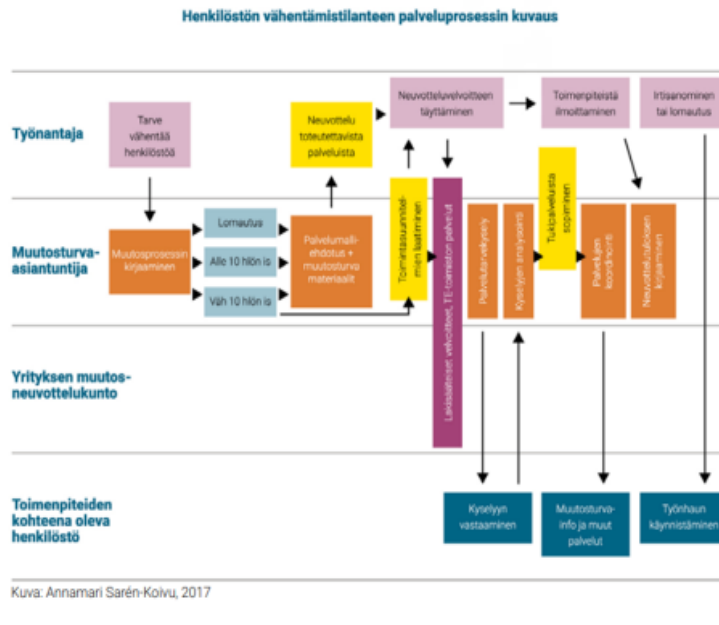 Henkilöstön vähentämistilanteen palveluprosessin kuvaus
Työnantaja
Tarve
vähentää
henkilöstöä
Neuvottelu
toteutettavista
palveluista
Neuvotteluvelvoitteen
täyttäminen
Toimenpiteistä
ilmoittaminen
Irtisanominen
tai lomautus
Muutosturva-
asiantuntija
Muutosprosessin
kirjaaminen
Lomautus
Alle 10 hlön is
Väh 10 hlön is
Palvelumalli-
ehdotus +
muutosturva
materiaalit
Toimintasuunnitel-
mien laatiminen
Lakisääteiset velvoitteet, TE-toimiston palvelut
Palvelutarvekysely
Kyselyjen analysointi
Tukipalveluista
sopiminen
Palvelujen
koordinointi
Neuvottelutuloksen
kirjaaminen
Yrityksen muutos-
neuvottelukunto
Toimenpiteiden
kohteena oleva
henkilöstö
Kyselyyn
vastaaminen
Muutosturva-
info ja muut
palvelut
Työnhaun
käynnistäminen
Kuva: Annamari Sarén-Koivu, 2017